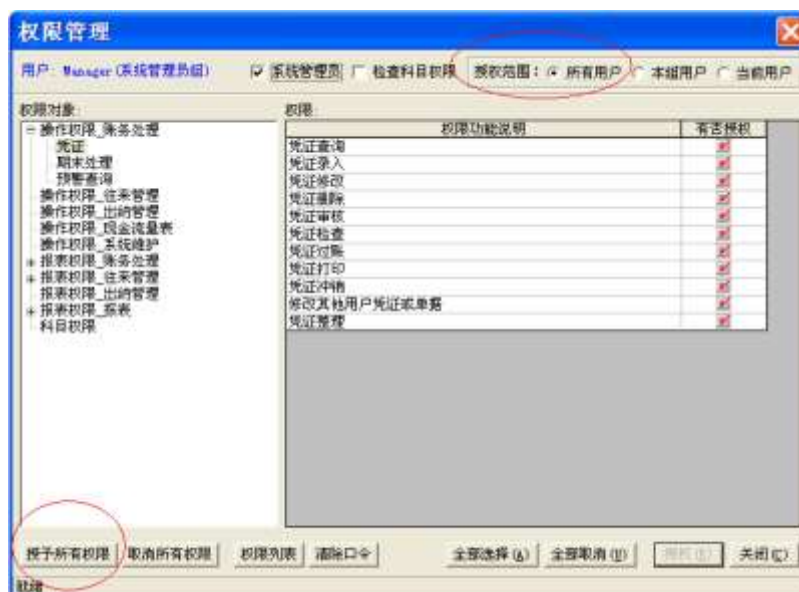 权限管理
用户: Manager(系统管理员组) 系统管理员 检查科目权限 授权范围: 所有用户 本组用户 当前用户
权限对象: 权限:
操作权限_账务处理
凭证
期末处理
预警查询
操作权限_往来管理
操作权限_出纳管理
操作权限_现金流量表
操作权限_系统维护
报表权限_账务处理
报表权限_往来管理
报表权限_出纳管理
报表权限_报表
科目权限
权限功能说明 有否授权
凭证查询
凭证录入
凭证修改
凭证删除
凭证审核
凭证检查
凭证过账
凭证打印
凭证冲销
修改其他用户凭证或单据
凭证整理
授予所有权限 取消所有权限 权限列表 清除口令 全部选择(A) 全部取消(U) 关闭(C)
就绪